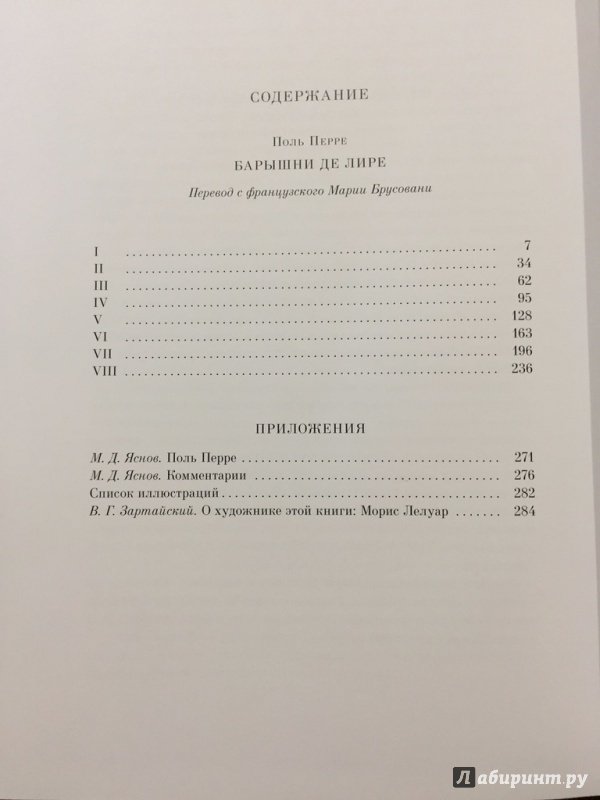 СОДЕРЖАНИЕ
Поль Перре
БАРЫШНИ ДЕ ЛИРЕ
Перевод с французского Марии Брусовани
I ........................................ 7
II ........................................ 34
III ........................................ 62
IV ........................................ 95
V ........................................ 128
VI ........................................ 163
VII ........................................ 196
VIII ........................................ 236
ПРИЛОЖЕНИЯ
М. Д. Яснов. Поль Перре ........................................ 271
М. Д. Яснов. Комментарии ........................................ 276
Список иллюстраций ........................................ 282
В. Г. Зартайский. О художнике этой книги: Морис Лелуар ....... 284
Лабиринт.ру